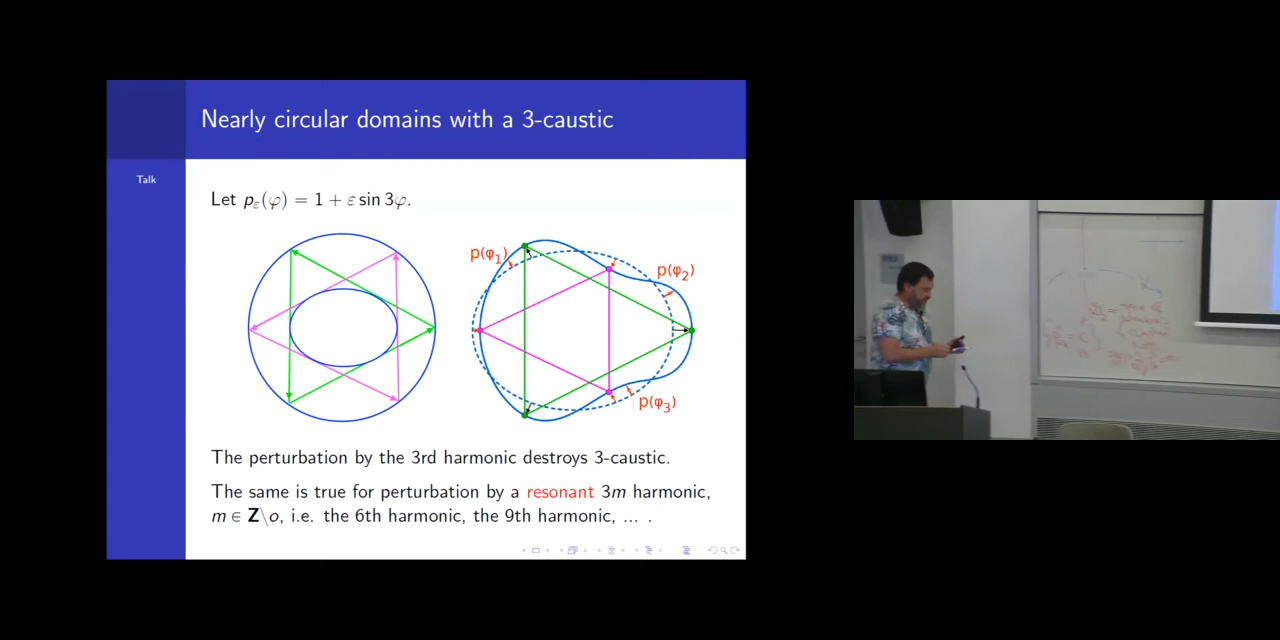 Nearly circular domains with a 3-caustic
Talk
Let pε(φ) = 1 + ε sin 3φ.
p(φ₁)
p(φ₂)
p(φ₃)
The perturbation by the 3rd harmonic destroys 3-caustic.
The same is true for perturbation by a resonant 3m harmonic,
m ∈ Z\o, i.e. the 6th harmonic, the 9th harmonic, ... .